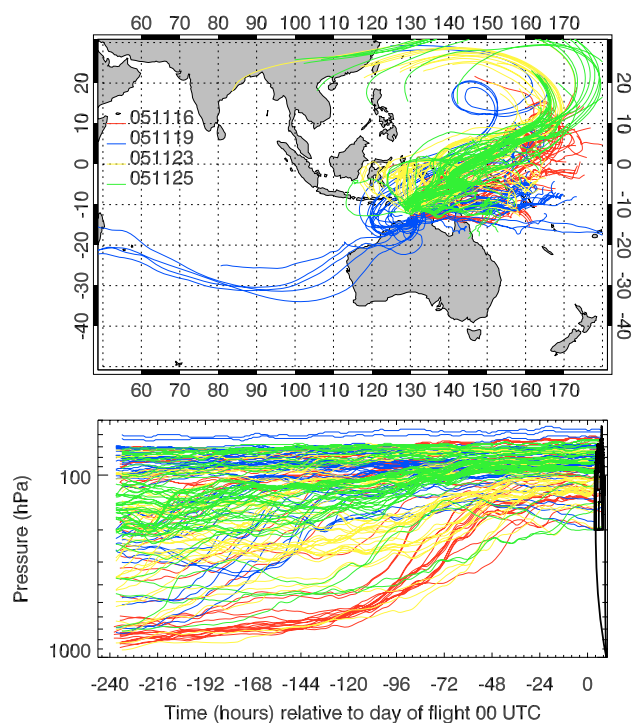 60 70 80 90 100 110 120 130 140 150 160 170
20 20
10 10
0 0
-10 -10
-20 -20
-30 -30
-40 -40
051116
051119
051123
051125
60 70 80 90 100 110 120 130 140 150 160 170
Pressure (hPa)
100
1000
-240 -216 -192 -168 -144 -120 -96 -72 -48 -24 0
Time (hours) relative to day of flight 00 UTC